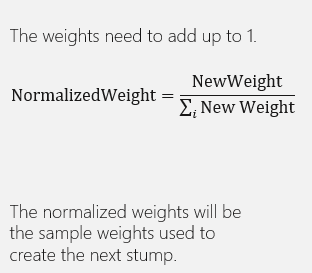 The weights need to add up to 1.
NormalizedWeight = NewWeight / ∑i New Weight
The normalized weights will be
the sample weights used to
create the next stump.